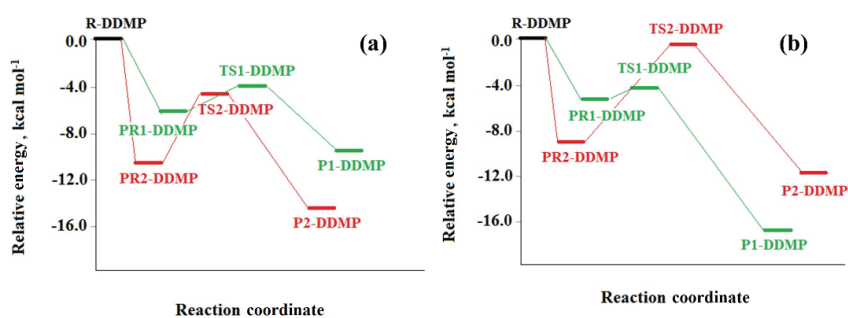 R-DDMP
(a)
0.0
-4.0
-8.0
-12.0
-16.0
Relative energy, kcal mol-1
TS1-DDMP
TS2-DDMP
PR1-DDMP
PR2-DDMP
P1-DDMP
P2-DDMP
Reaction coordinate
R-DDMP
(b)
0.0
-4.0
-8.0
-12.0
-16.0
Relative energy, kcal mol-1
TS2-DDMP
TS1-DDMP
PR1-DDMP
PR2-DDMP
P2-DDMP
P1-DDMP
Reaction coordinate